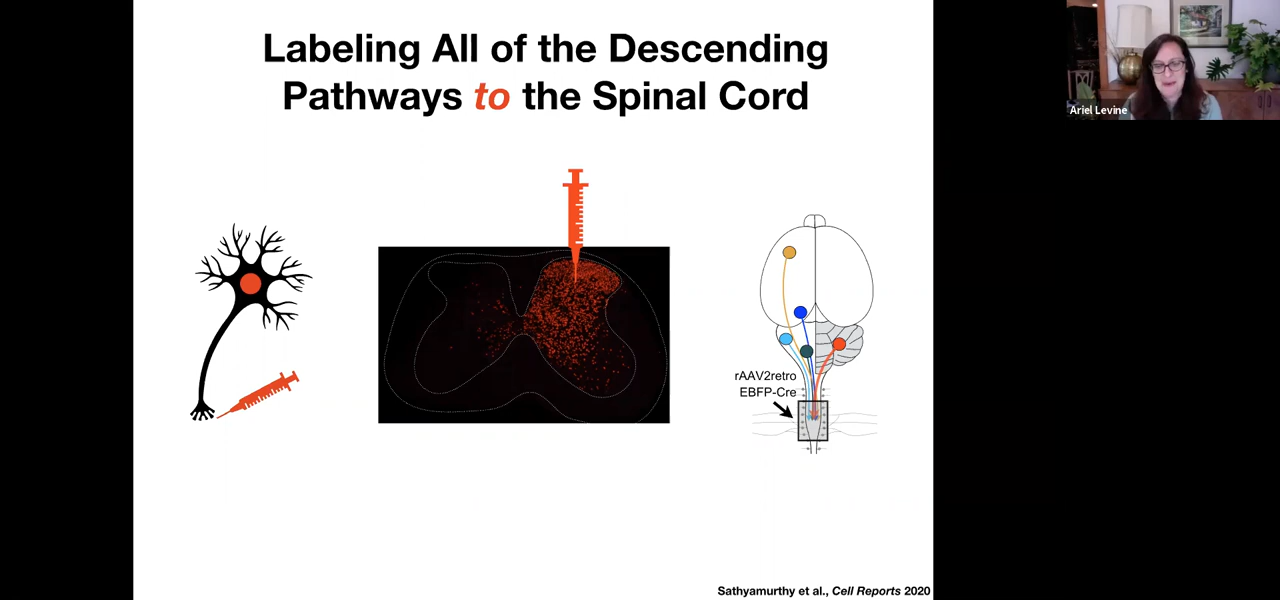 Labeling All of the Descending
Pathways to the Spinal Cord
Ariel Levine
rAAV2retro
EBFP-Cre
Sathyamurthy et al., Cell Reports 2020